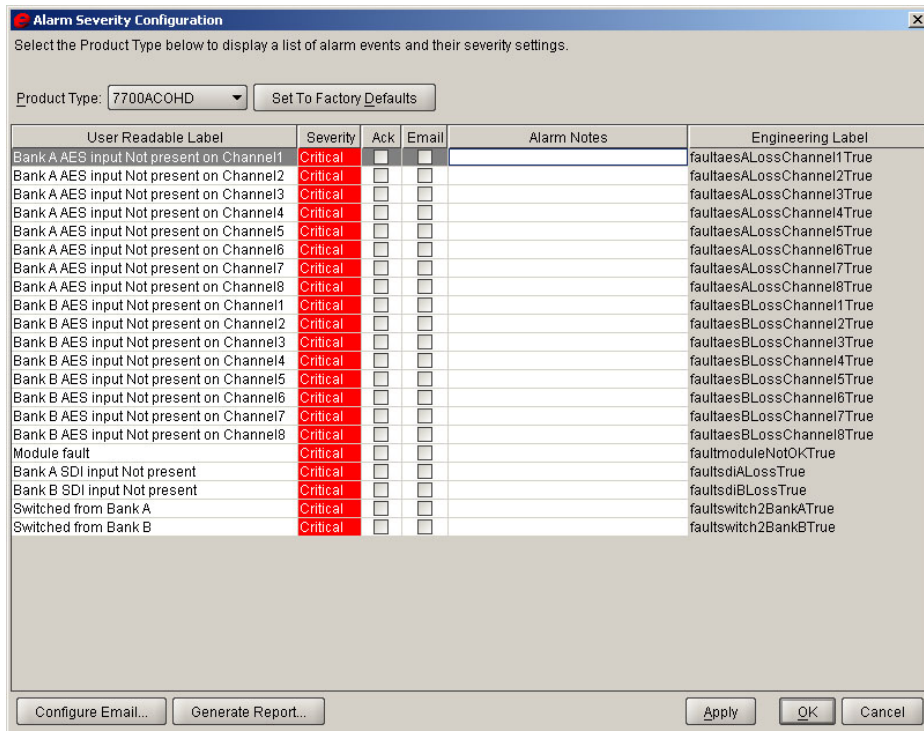 Alarm Severity Configuration
Select the Product Type below to display a list of alarm events and their severity settings.
Product Type: 7700ACOHD Set To Factory Defaults
User Readable Label Severity Ack Email Alarm Notes Engineering Label
Bank A AES input Not present on Channel1 Critical faultaesALossChannel1True
Bank A AES input Not present on Channel2 Critical faultaesALossChannel2True
Bank A AES input Not present on Channel3 Critical faultaesALossChannel3True
Bank A AES input Not present on Channel4 Critical faultaesALossChannel4True
Bank A AES input Not present on Channel5 Critical faultaesALossChannel5True
Bank A AES input Not present on Channel6 Critical faultaesALossChannel6True
Bank A AES input Not present on Channel7 Critical faultaesALossChannel7True
Bank A AES input Not present on Channel8 Critical faultaesALossChannel8True
Bank B AES input Not present on Channel1 Critical faultaesBLossChannel1True
Bank B AES input Not present on Channel2 Critical faultaesBLossChannel2True
Bank B AES input Not present on Channel3 Critical faultaesBLossChannel3True
Bank B AES input Not present on Channel4 Critical faultaesBLossChannel4True
Bank B AES input Not present on Channel5 Critical faultaesBLossChannel5True
Bank B AES input Not present on Channel6 Critical faultaesBLossChannel6True
Bank B AES input Not present on Channel7 Critical faultaesBLossChannel7True
Bank B AES input Not present on Channel8 Critical faultaesBLossChannel8True
Module fault Critical faultmoduleNotOKTrue
Bank A SDI input Not present Critical faultsdiALossTrue
Bank B SDI input Not present Critical faultsdiBLossTrue
Switched from Bank A Critical faultswitch2BankATrue
Switched from Bank B Critical faultswitch2BankBTrue
Configure Email... Generate Report... Apply OK Cancel